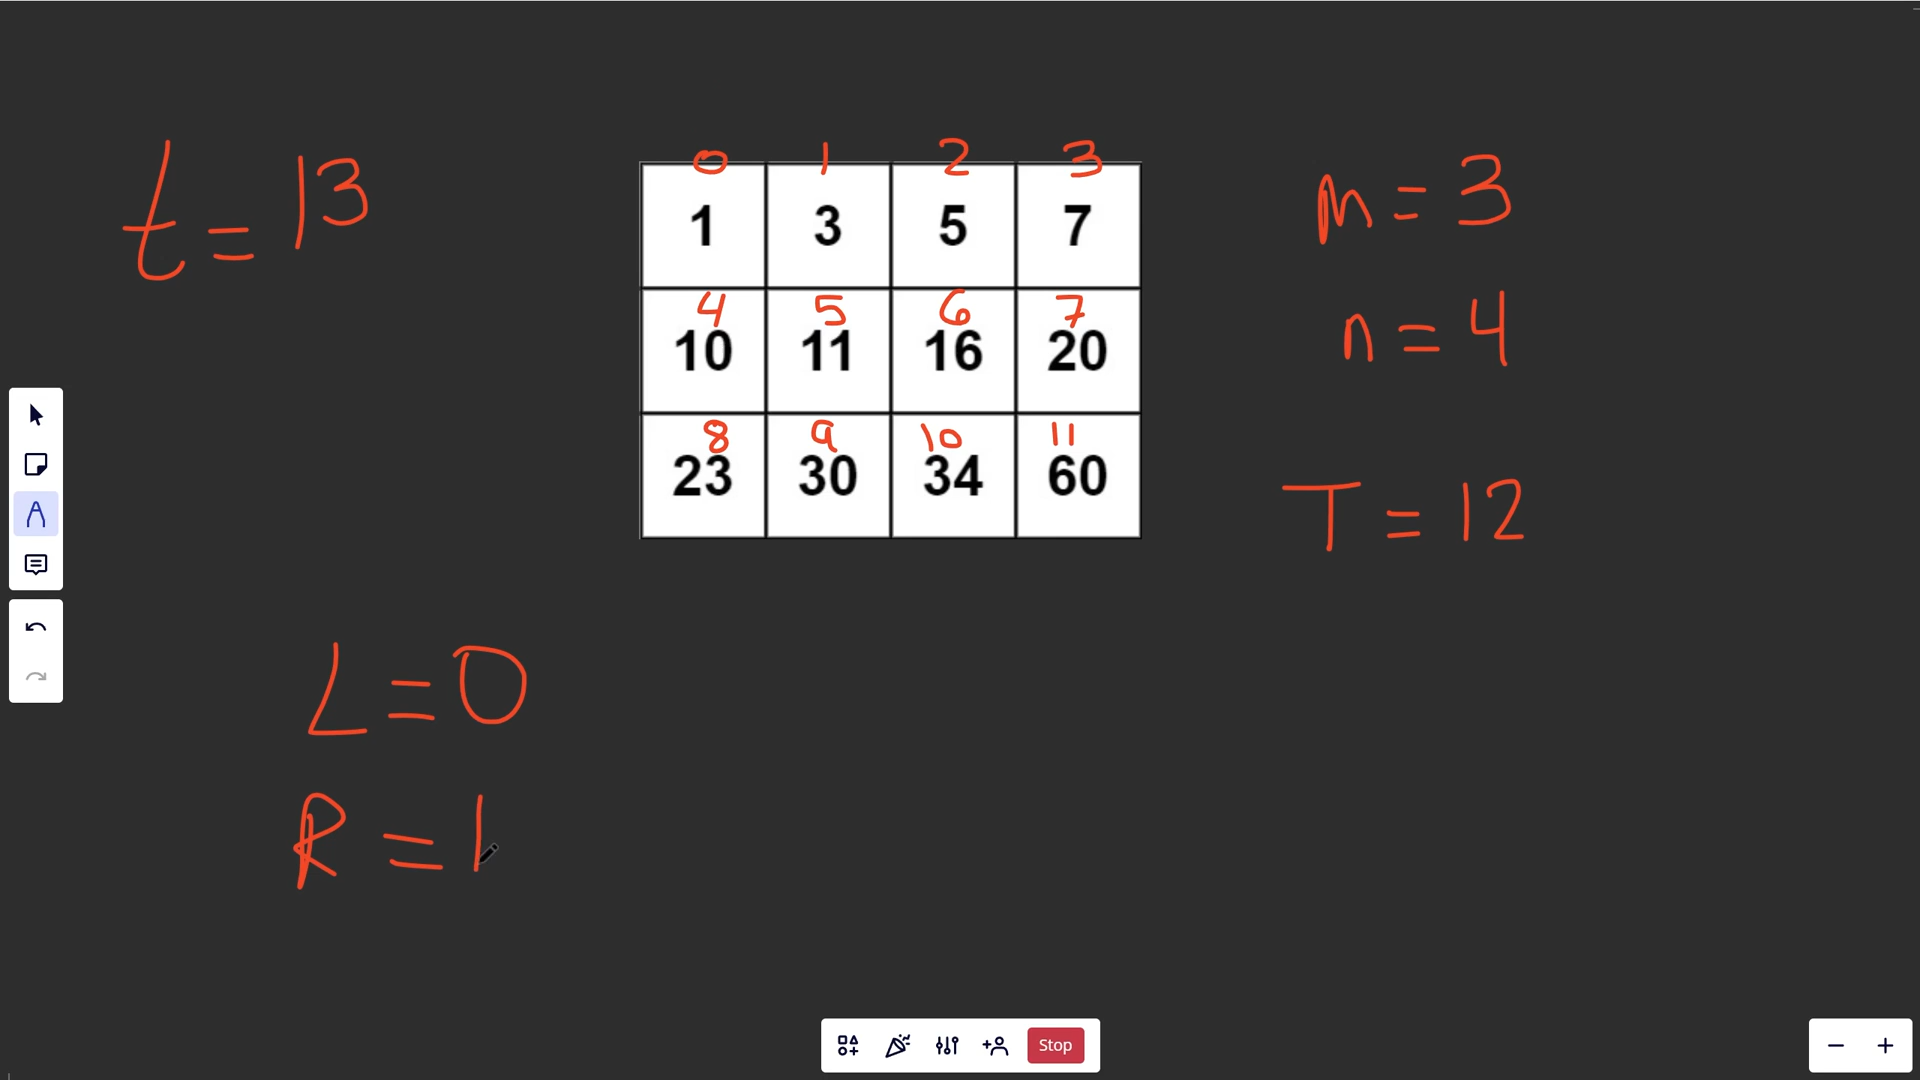 t = 13
0 1 2 3
1 3 5 7
4 5 6 7
10 11 16 20
8 9 10 11
23 30 34 60
m = 3
n = 4
T = 12
L = 0
R = 1
Stop